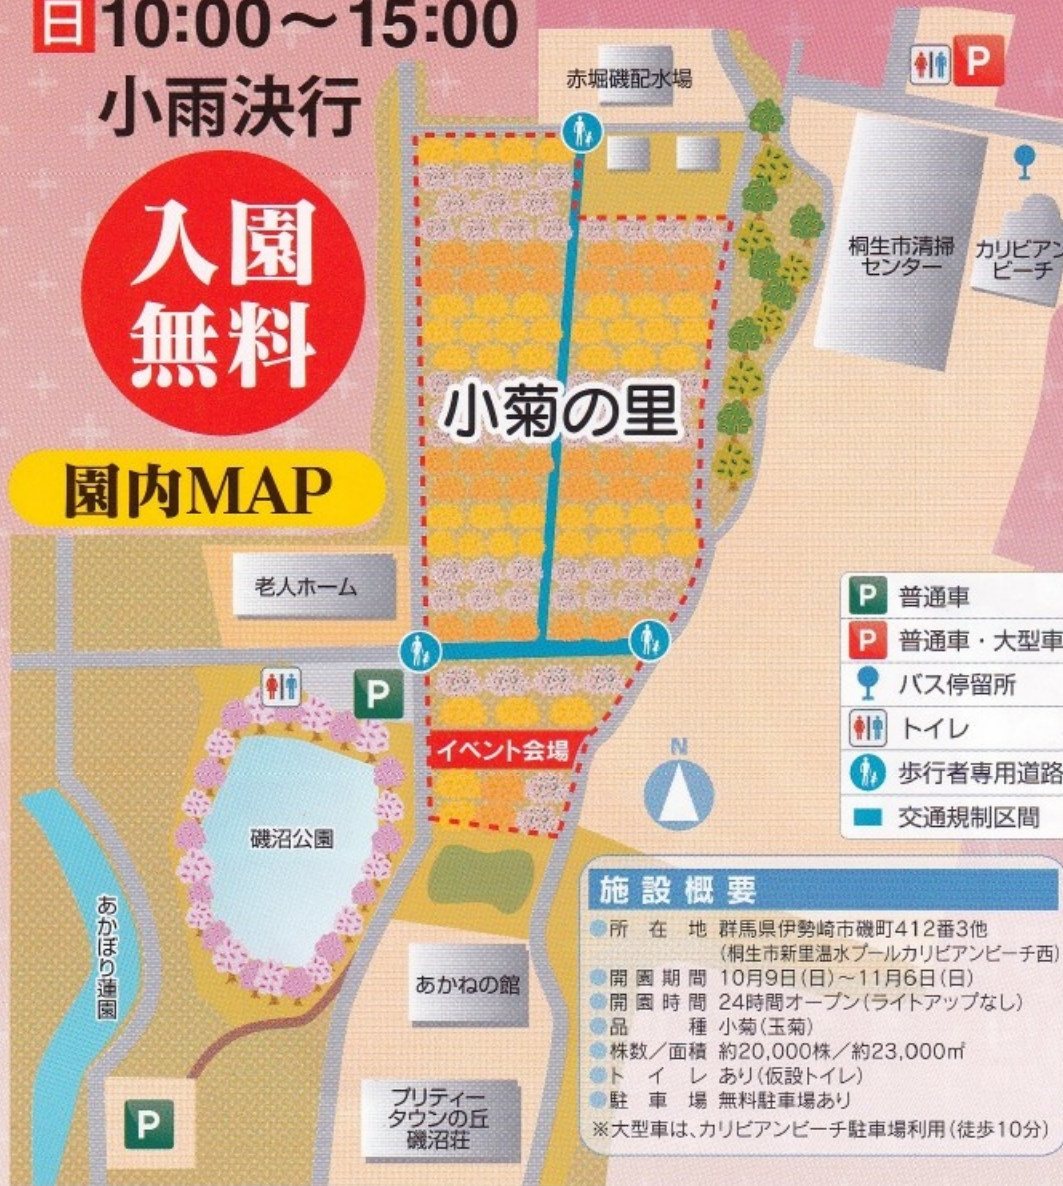 日10:00～15:00
小雨決行
入園
無料
園内MAP
赤堀磯配水場
P
桐生市清掃
センター
カリビアン
ビーチ
小菊の里
老人ホーム
P
イベント会場
N
磯沼公園
あかぼり蓮園
あかねの館
プリティー
タウンの丘
磯沼荘
P
P 普通車
P 普通車・大型車
バス停留所
トイレ
歩行者専用道路
交通規制区間
施設概要
所在地 群馬県伊勢崎市磯町412番3他
(桐生市新里温水プールカリビアンビーチ西)
開園期間 10月9日(日)～11月6日(日)
開園時間 24時間オープン(ライトアップなし)
品種 小菊(玉菊)
株数／面積 約20,000株／約23,000㎡
トイレ あり(仮設トイレ)
駐車場 無料駐車場あり
※大型車は、カリビアンビーチ駐車場利用(徒歩10分)